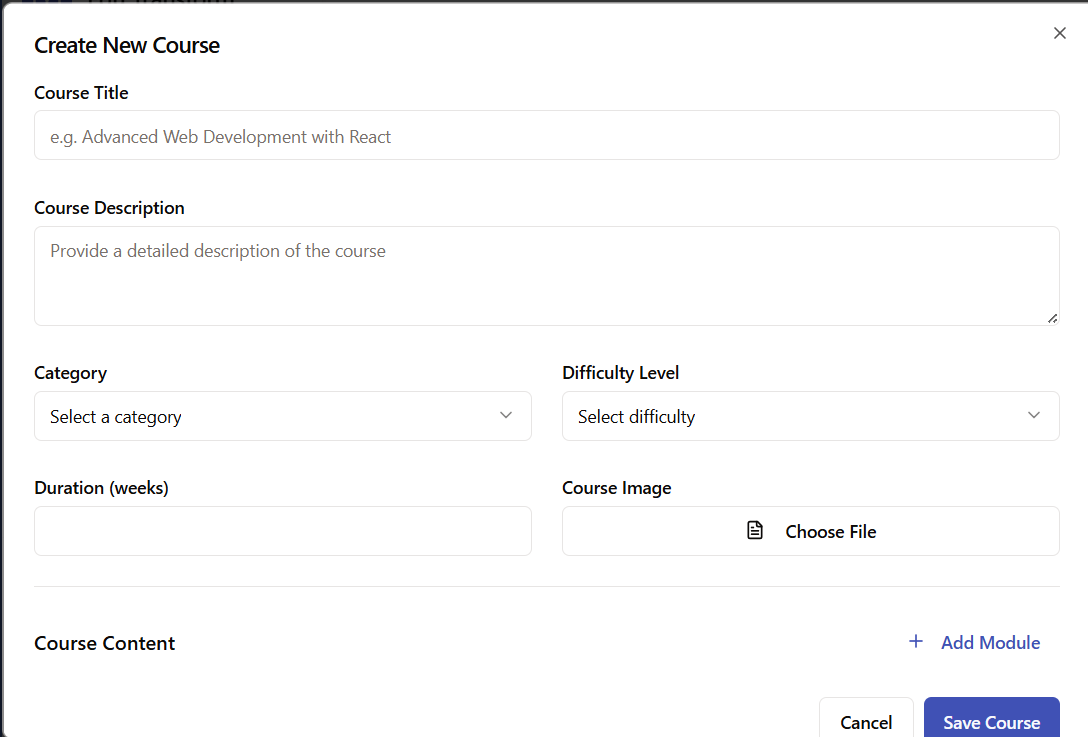 Create New Course
Course Title
e.g. Advanced Web Development with React
Course Description
Provide a detailed description of the course
Category
Difficulty Level
Select a category
Select difficulty
Duration (weeks)
Course Image
Choose File
Course Content
+ Add Module
Cancel
Save Course